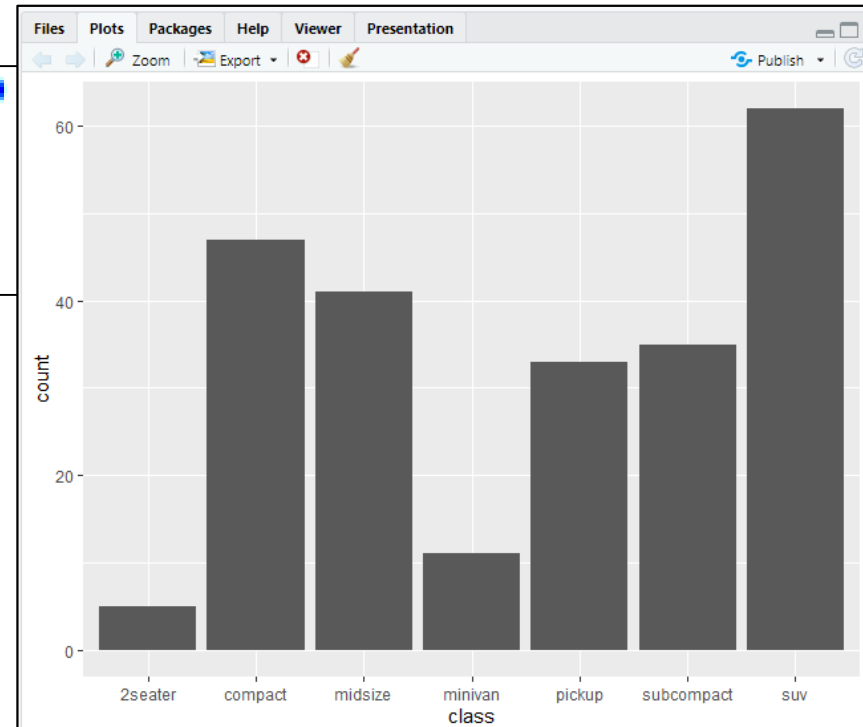 Files Plots Packages Help Viewer Presentation
Zoom Export Publish
60
40
20
0
count
2seater compact midsize minivan pickup subcompact suv
class